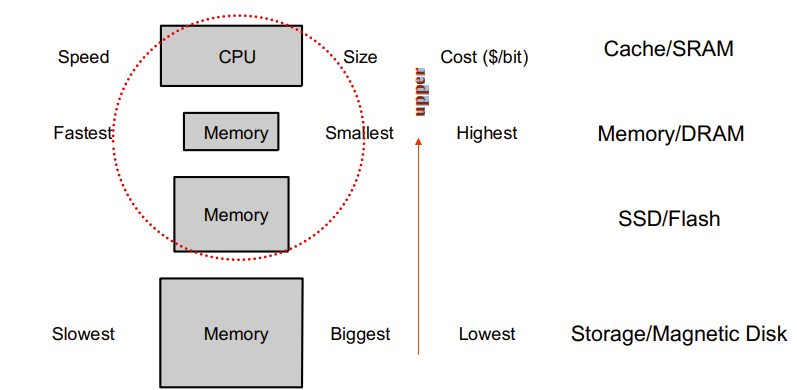 Speed CPU Size Cost ($/bit) Cache/SRAM
upper
Fastest Memory Smallest Highest Memory/DRAM
Memory SSD/Flash
Slowest Memory Biggest Lowest Storage/Magnetic Disk